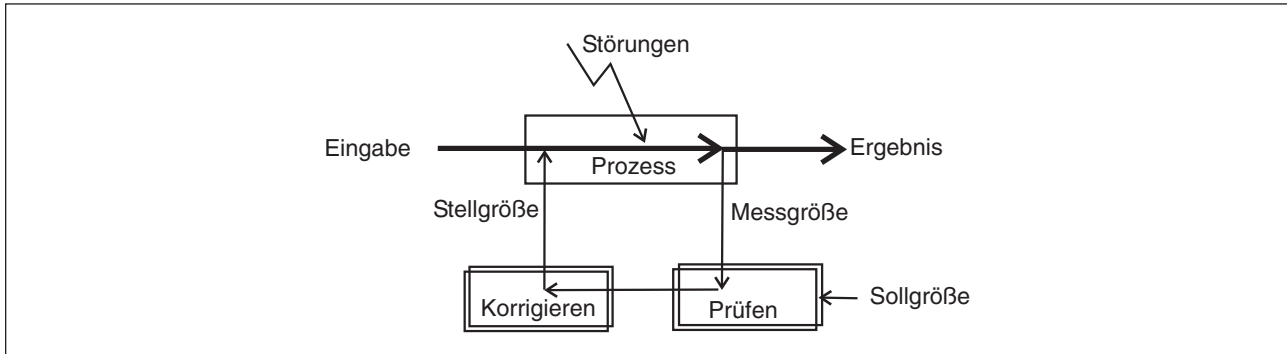 Störungen
Eingabe
Ergebnis
Prozess
Stellgröße
Messgröße
Korrigieren
Prüfen
Sollgröße